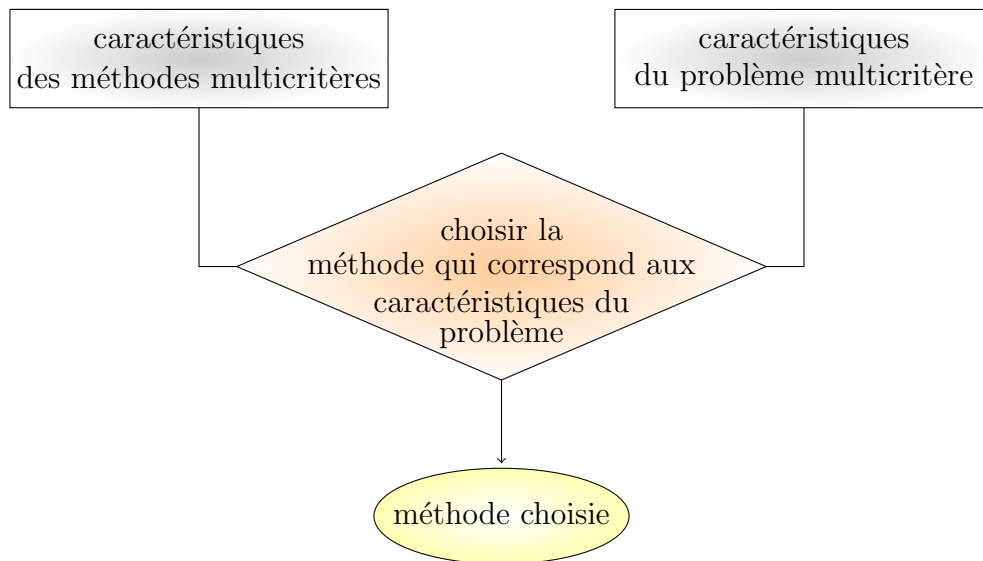 caractéristiques
des méthodes multicritères
caractéristiques
du problème multicritère
choisir la
méthode qui correspond aux
caractéristiques du
problème
méthode choisie